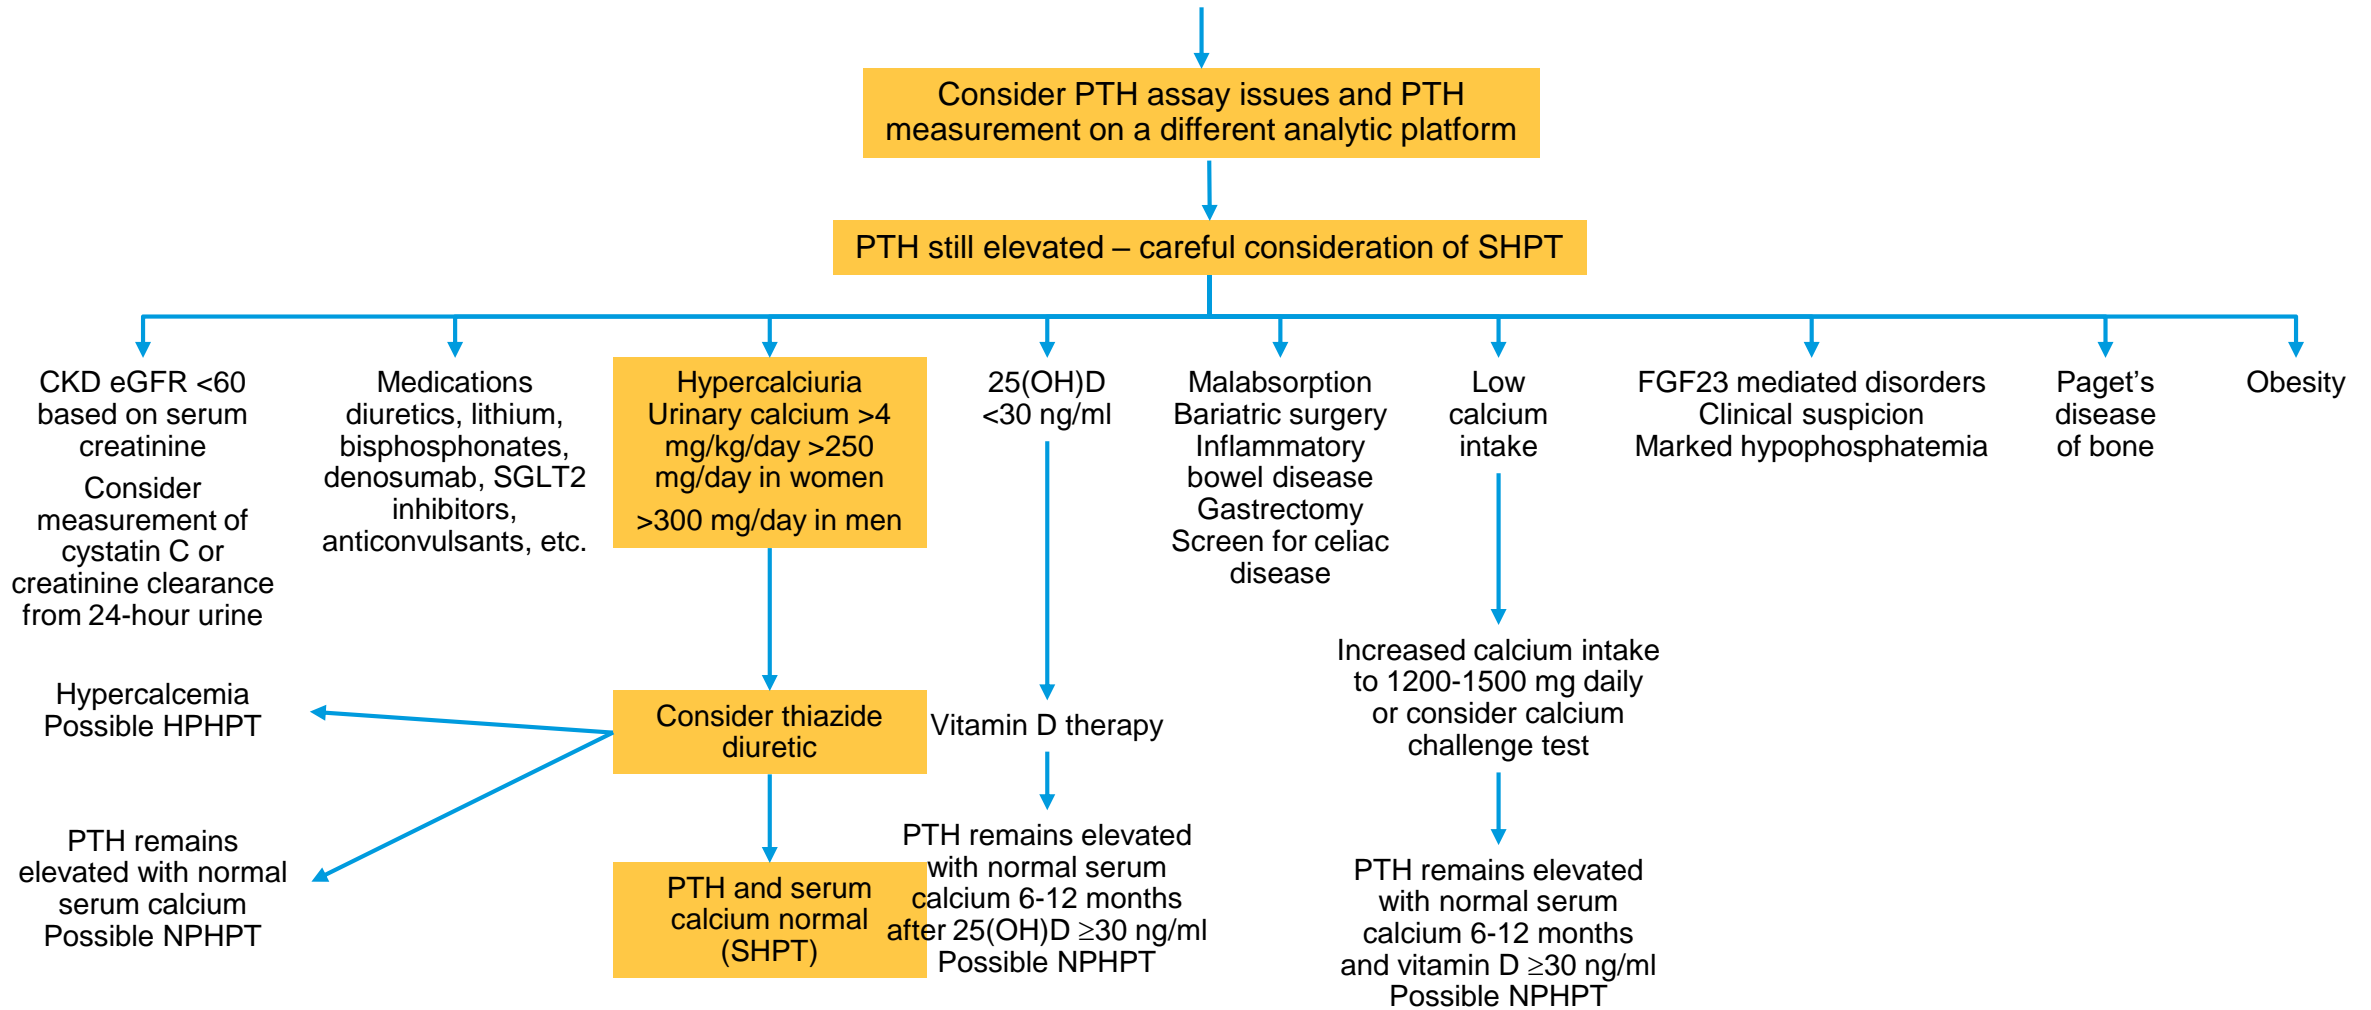 Consider PTH assay issues and PTH
measurement on a different analytic platform
PTH still elevated – careful consideration of SHPT
CKD eGFR <60
based on serum
creatinine
Consider
measurement of
cystatin C or
creatinine clearance
from 24-hour urine
Medications
diuretics, lithium,
bisphosphonates,
denosumab, SGLT2
inhibitors,
anticonvulsants, etc.
Hypercalciuria
Urinary calcium >4
mg/kg/day >250
mg/day in women
>300 mg/day in men
25(OH)D
<30 ng/ml
Malabsorption
Bariatric surgery
Inflammatory
bowel disease
Gastrectomy
Screen for celiac
disease
Low
calcium
intake
FGF23 mediated disorders
Clinical suspicion
Marked hypophosphatemia
Paget’s
disease
of bone
Obesity
Hypercalcemia
Possible HPHPT
PTH remains
elevated with normal
serum calcium
Possible NPHPT
Consider thiazide
diuretic
PTH and serum
calcium normal
(SHPT)
Vitamin D therapy
PTH remains elevated
with normal serum
calcium 6-12 months
after 25(OH)D ≥30 ng/ml
Possible NPHPT
Increased calcium intake
to 1200-1500 mg daily
or consider calcium
challenge test
PTH remains elevated
with normal serum
calcium 6-12 months
and vitamin D ≥30 ng/ml
Possible NPHPT